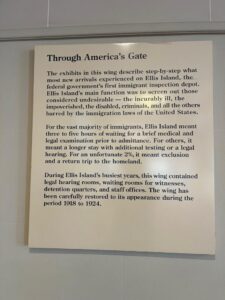 Through America's Gate
The exhibits in this wing describe step-by-step what
most new arrivals experienced on Ellis Island, the
federal government's first immigrant inspection depot.
Ellis Island's main function was to screen out those
considered undesirable — the incurably ill, the
impoverished, the disabled, criminals, and all the others
barred by the immigration laws of the United States.
For the vast majority of immigrants, Ellis Island meant
three to five hours of waiting for a brief medical and
legal examination prior to admittance. For others, it
meant a longer stay with additional testing or a legal
hearing. For an unfortunate 2%, it meant exclusion
and a return trip to the homeland.
During Ellis Island's busiest years, this wing contained
legal hearing rooms, waiting rooms for witnesses,
detention quarters, and staff offices. The wing has
been carefully restored to its appearance during the
period 1918 to 1924.